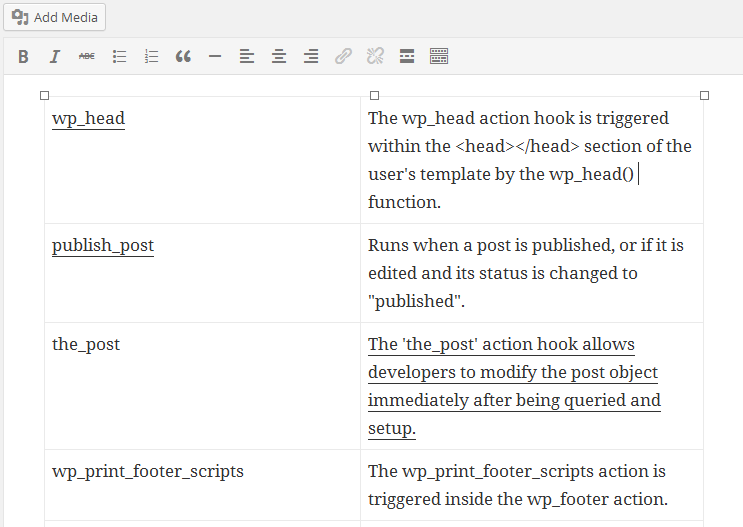 Add Media
B I ABC
wp_head
The wp_head action hook is triggered
within the <head></head> section of the
user's template by the wp_head()
function.
publish_post
Runs when a post is published, or if it is
edited and its status is changed to
"published".
the_post
The 'the_post' action hook allows
developers to modify the post object
immediately after being queried and
setup.
wp_print_footer_scripts
The wp_print_footer_scripts action is
triggered inside the wp_footer action.